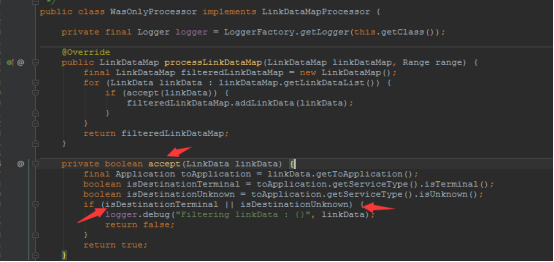 public class WasOnlyProcessor implements LinkDataMapProcessor {
private final Logger logger = LoggerFactory.getLogger(this.getClass());
@Override
public LinkDataMap processLinkDataMap(LinkDataMap linkDataMap, Range range) {
final LinkDataMap filteredLinkDataMap = new LinkDataMap();
for (LinkData linkData : linkDataMap.getLinkDataList()) {
if (accept(linkData)) {
filteredLinkDataMap.addLinkData(linkData);
}
}
return filteredLinkDataMap;
}
private boolean accept(LinkData linkData) {
final Application toApplication = linkData.getToApplication();
boolean isDestinationTerminal = toApplication.getServiceType().isTerminal();
boolean isDestinationUnknown = toApplication.getServiceType().isUnknown();
if (isDestinationTerminal || isDestinationUnknown) {
logger.debug("Filtering linkData : {}", linkData);
return false;
}
return true;
}